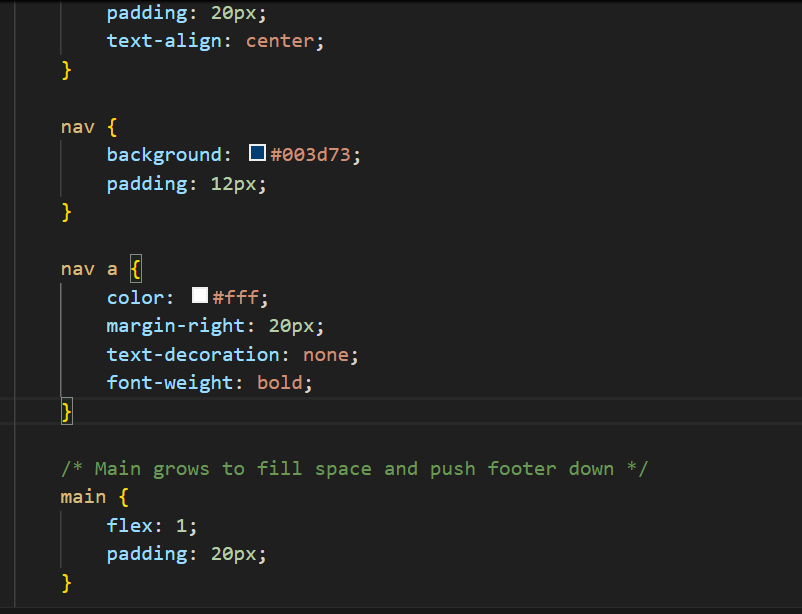 padding: 20px;
text-align: center;
}
nav {
background: #003d73;
padding: 12px;
}
nav a {
color: #fff;
margin-right: 20px;
text-decoration: none;
font-weight: bold;
}
/* Main grows to fill space and push footer down */
main {
flex: 1;
padding: 20px;
}